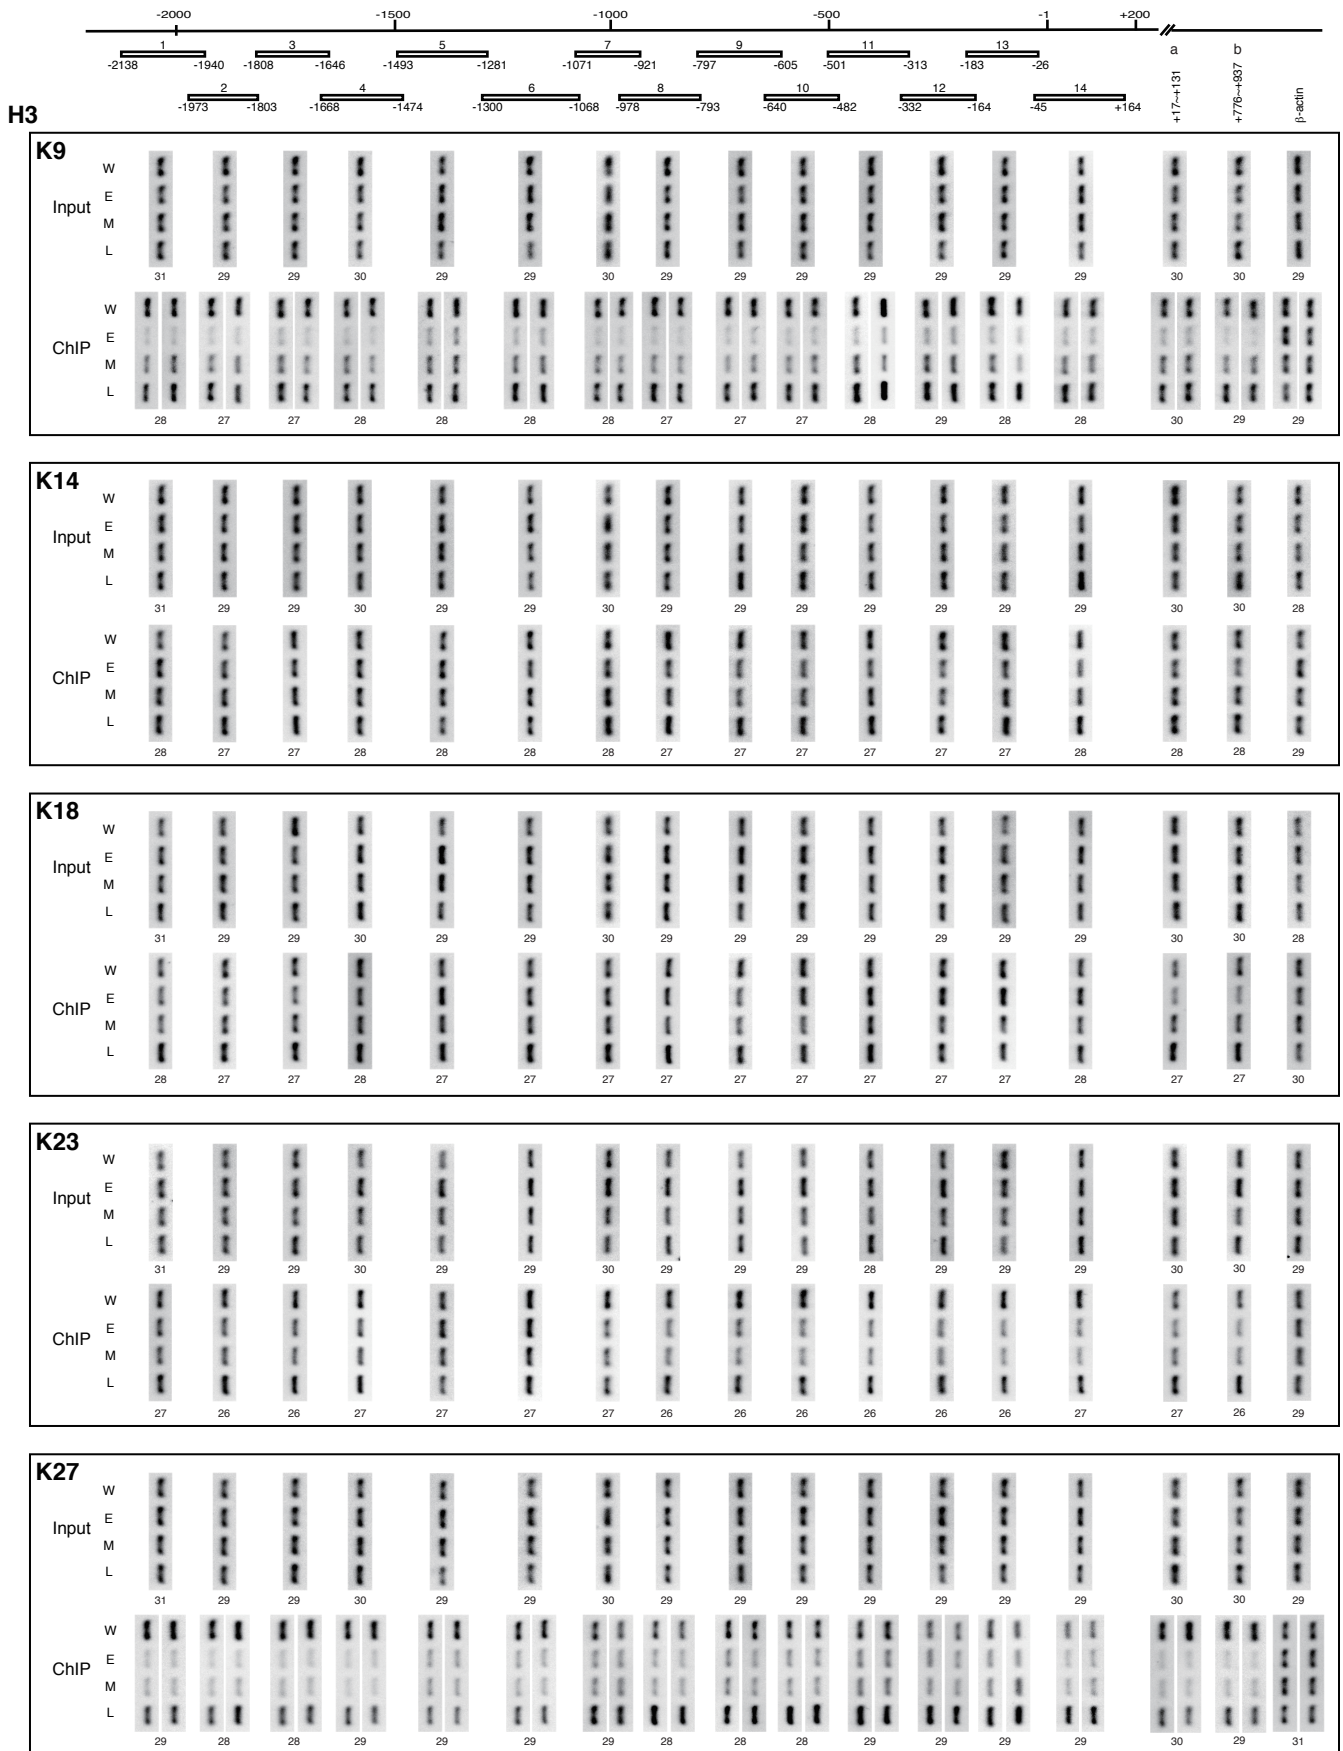 -2000 -1500 -1000 -500 -1 +200
1 3 5 7 9 11 13 a b
-2138 -1940 -1808 -1646 -1493 -1281 -1071 -921 -797 -605 -501 -313 -183 -26
2 4 6 8 10 12 14
-1973 -1803 -1668 -1474 -1300 -1068 -978 -793 -640 -482 -332 -164 -45 +164
+17~+131 +776~+937 β-actin
H3
K9
W
E
Input
M
L
31 29 29 30 29 29 30 27 29 29 28 29 29 29 30 30 29
W
E
ChIP
M
L
28 27 27 28 28 28 28 27 27 27 28 29 28 28 30 29 29
K14
W
E
Input
M
L
31 29 29 30 29 29 30 29 29 29 29 29 29 29 30 30 28
W
E
ChIP
M
L
28 27 27 28 28 28 28 27 27 27 27 27 27 28 28 28 29
K18
W
E
Input
M
L
31 29 29 30 29 29 30 29 29 29 29 29 29 29 30 30 28
W
E
ChIP
M
L
28 27 27 28 27 27 27 27 27 27 27 27 27 28 27 27 30
K23
W
E
Input
M
L
31 29 29 30 29 29 30 29 29 29 28 29 29 29 30 30 29
W
E
ChIP
M
L
27 26 26 27 27 27 27 26 26 26 26 26 26 27 27 26 29
K27
W
E
Input
M
L
31 29 29 30 29 29 30 29 29 29 29 29 29 29 30 30 29
W
E
ChIP
M
L
29 28 28 29 29 29 29 28 28 28 29 29 29 29 30 29 31